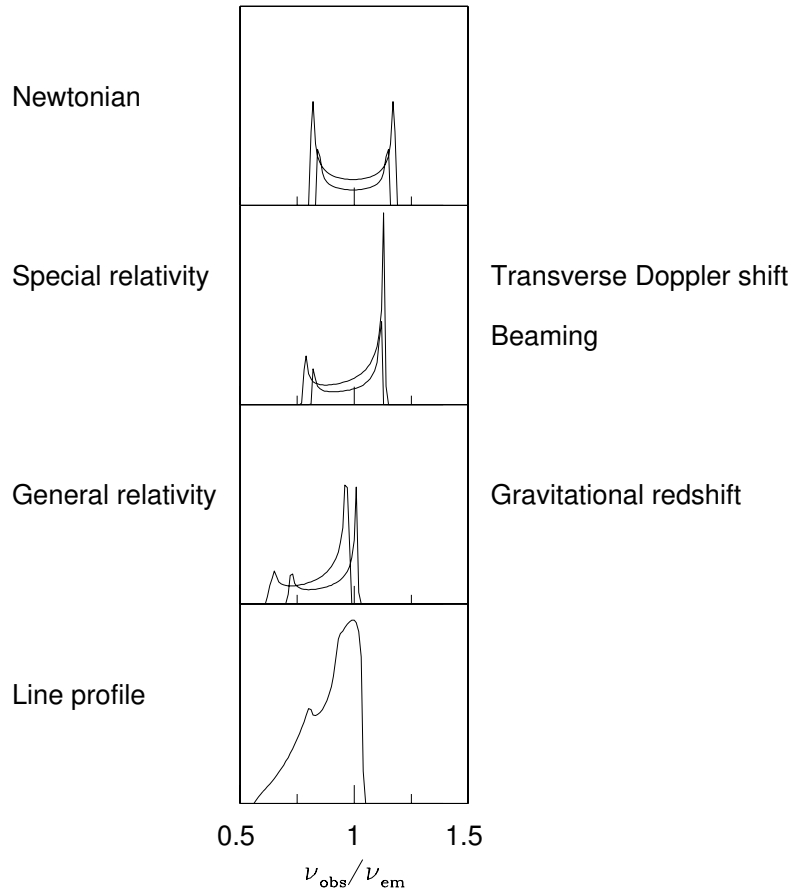 Newtonian
Special relativity
Transverse Doppler shift
Beaming
General relativity
Gravitational redshift
Line profile
0.5 1 1.5
ν_obs/ν_em